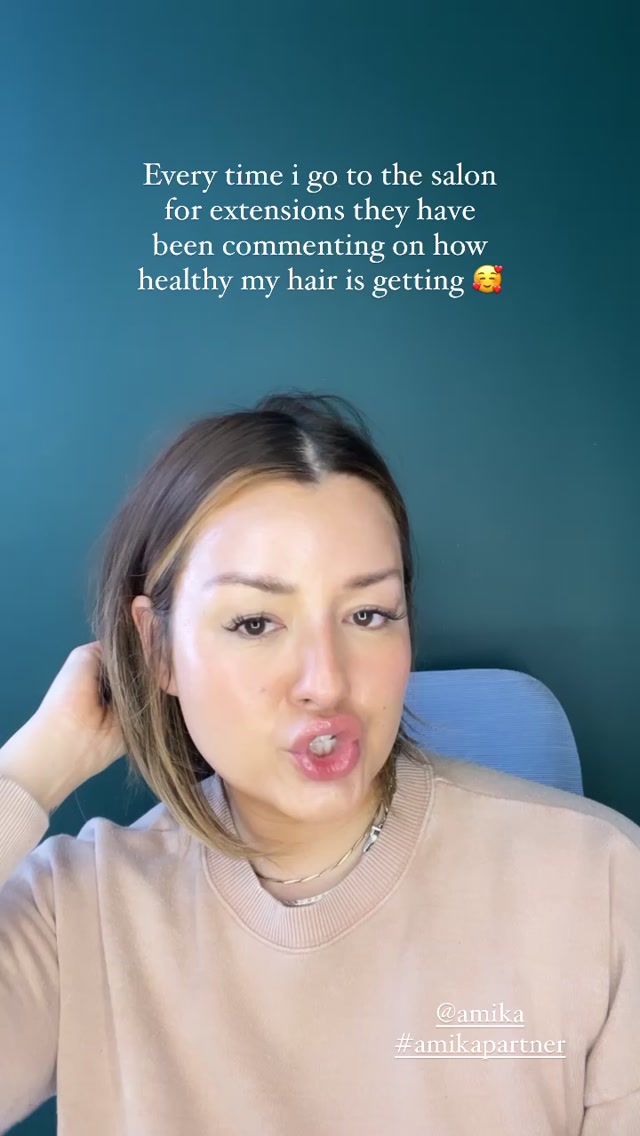 Every time i go to the salon
for extensions they have
been commenting on how
healthy my hair is getting 🥰
@amika
#amikapartner